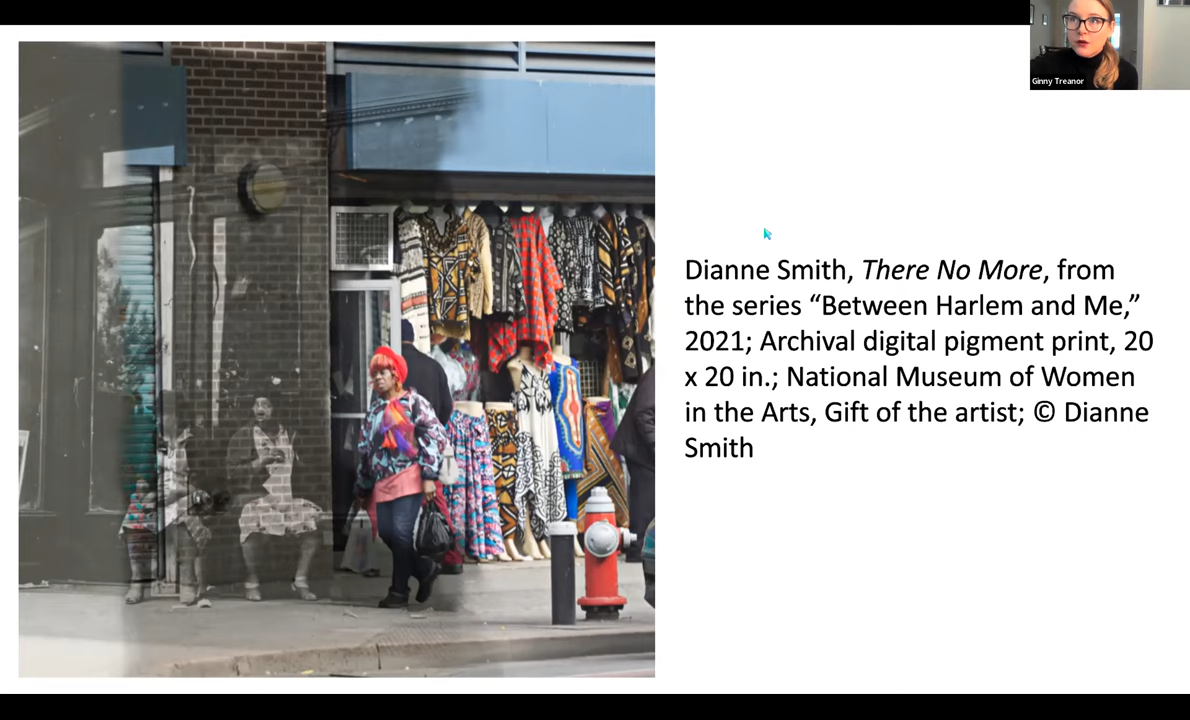 Ginny Treanor
Dianne Smith, There No More, from
the series “Between Harlem and Me,”
2021; Archival digital pigment print, 20
x 20 in.; National Museum of Women
in the Arts, Gift of the artist; © Dianne
Smith